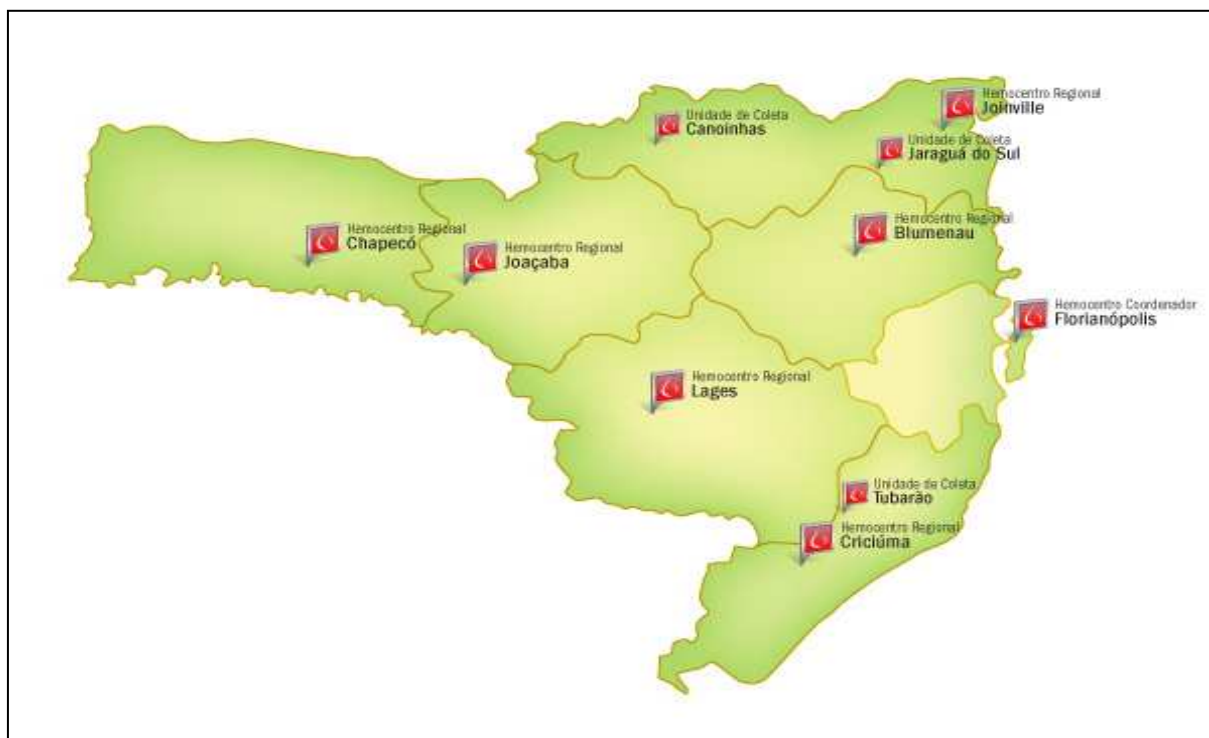 Hemocentro Regional
Joinville
Unidade de Coleta
Canoinhas
Unidade de Coleta
Jaraguá do Sul
Hemocentro Regional
Blumenau
Hemocentro Regional
Chapecó
Hemocentro Regional
Joaçaba
Hemocentro Coordenador
Florianópolis
Hemocentro Regional
Lages
Unidade de Coleta
Tubarão
Hemocentro Regional
Criciúma